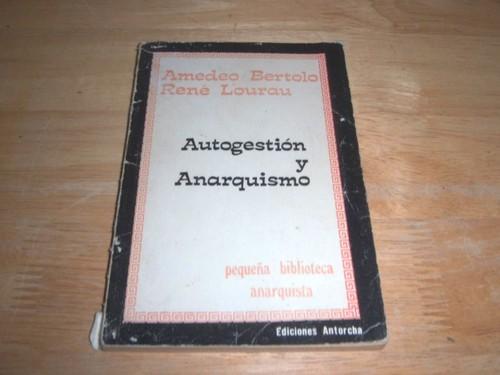 Amedeo Bertolo
René Lourau
Autogestión
y
Anarquismo
pequeña biblioteca
anarquista
Ediciones Antorcha